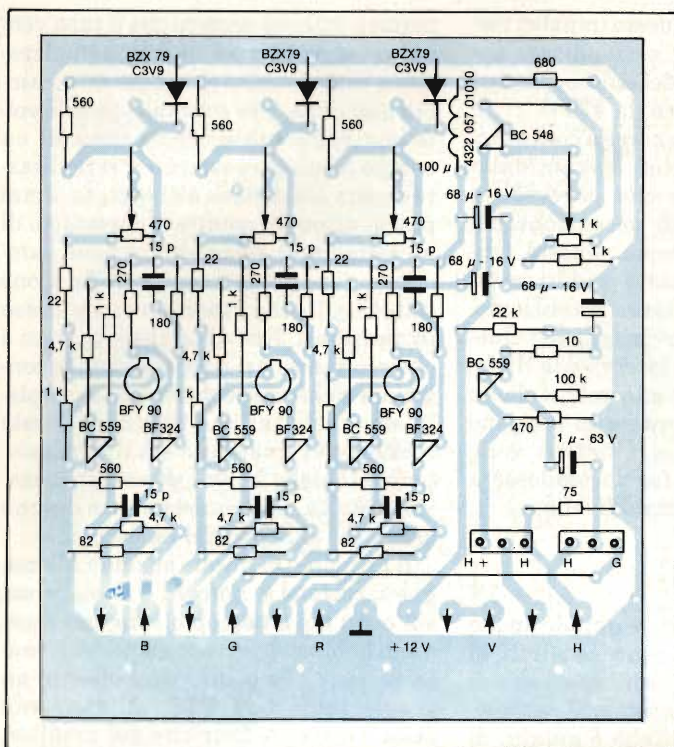 BZX 79 BZX79 BZX79 680
C3V9 C3V9 C3V9
560 560 560
4322 057 01010
BC 548
100 µ
470 470 470
68 µ - 16 V
15 p 15 p 15 p
1 k
1 k
22 270 22 270 22 270
68 µ - 16 V 68 µ - 16 V
1 k 1 k 1 k
180 180 180
22 k
4,7 k 4,7 k 4,7 k
10
BC 559
1 k 1 k 1 k
100 k
BFY 90 BFY 90 BFY 90
470
BC 559 BF324 BC 559 BF324 BC 559 BF324
1 µ - 63 V
560 560 560
15 p 15 p 15 p
75
4,7 k 4,7 k 4,7 k
82 82 82
H + H H G
B G R + 12 V V H